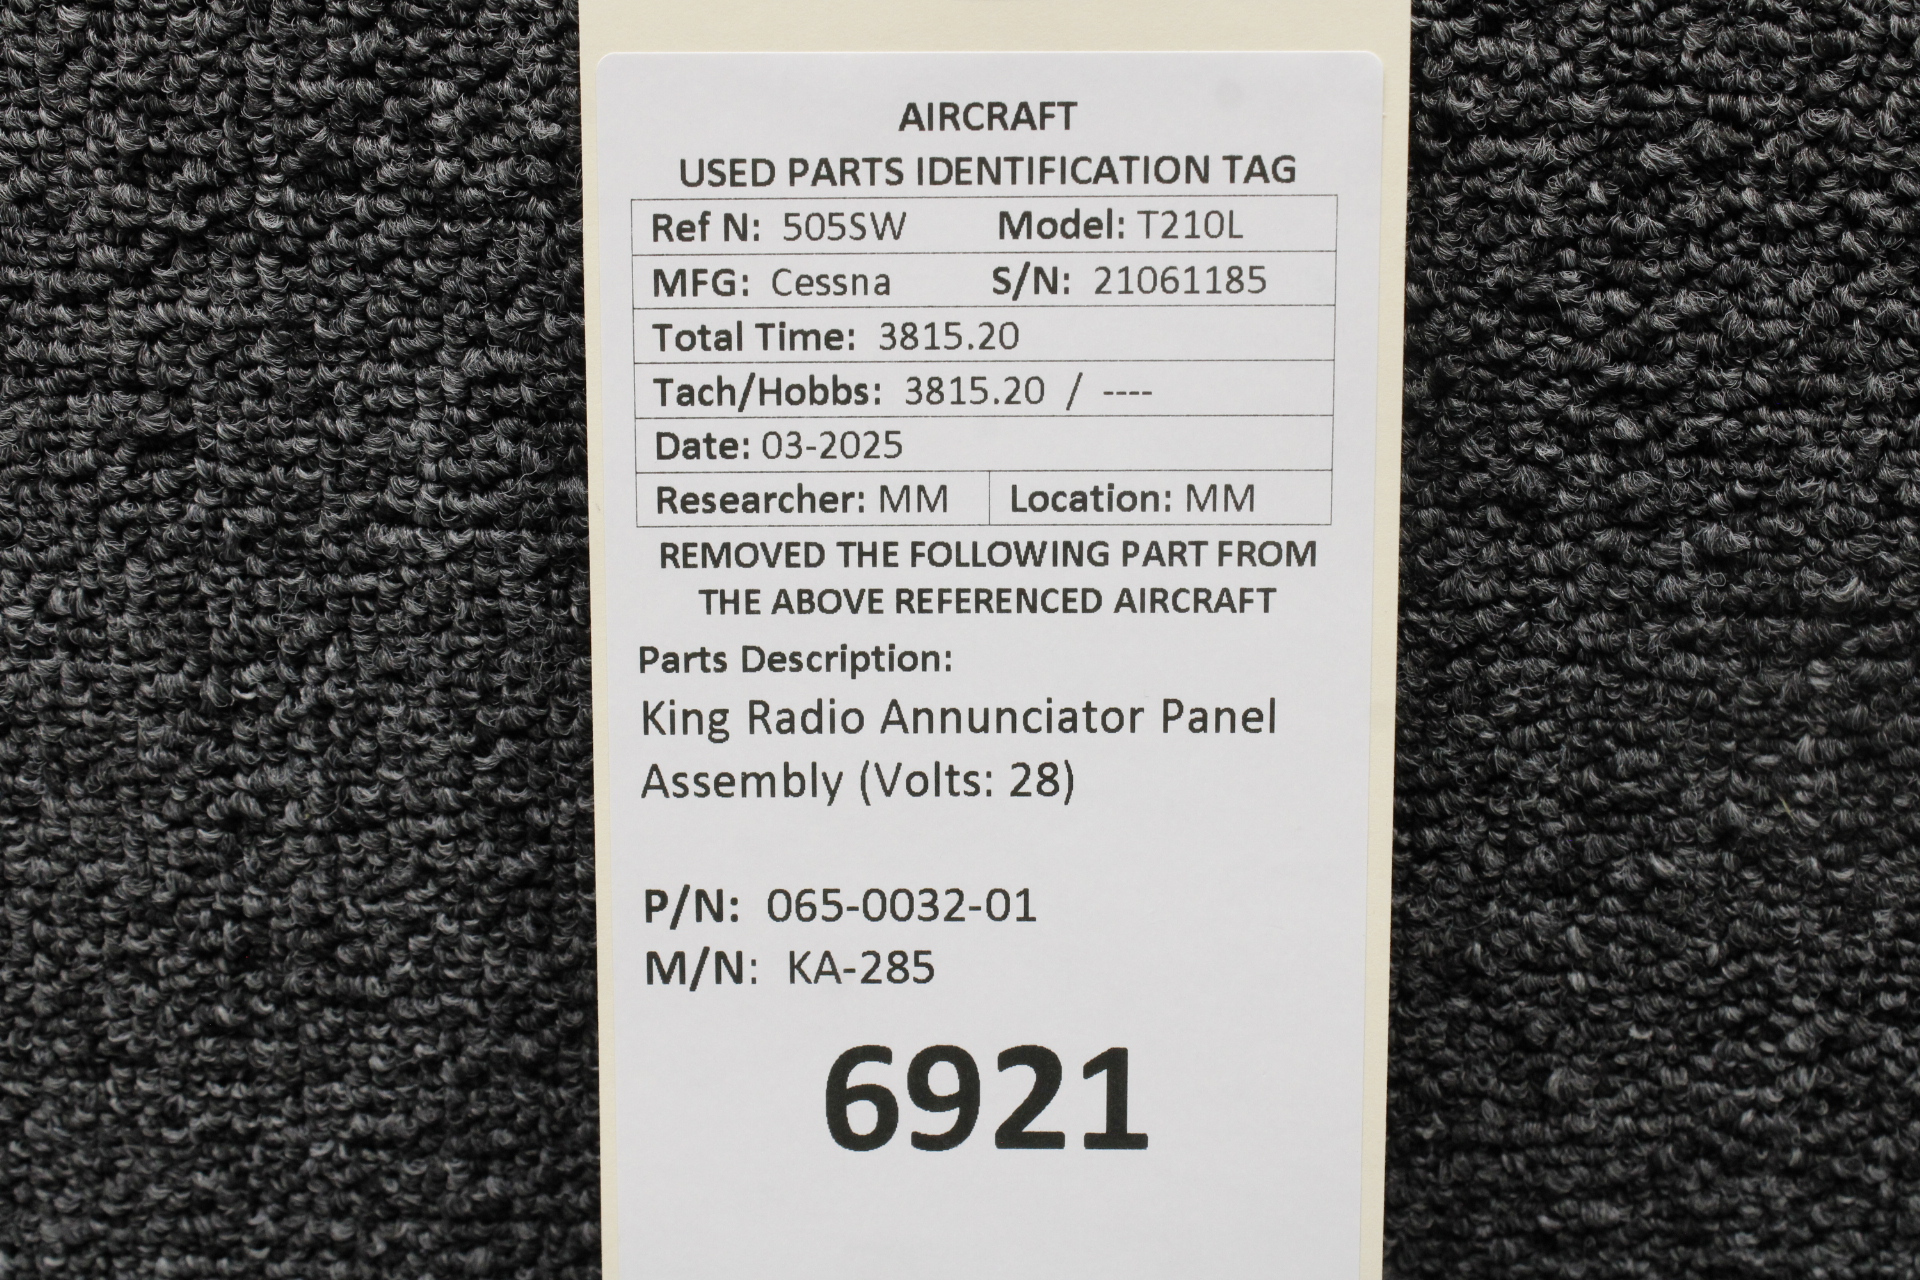 AIRCRAFT
USED PARTS IDENTIFICATION TAG
Ref N: 505SW Model: T210L
MFG: Cessna S/N: 21061185
Total Time: 3815.20
Tach/Hobbs: 3815.20 / ----
Date: 03-2025
Researcher: MM Location: MM
REMOVED THE FOLLOWING PART FROM
THE ABOVE REFERENCED AIRCRAFT
Parts Description:
King Radio Annunciator Panel
Assembly (Volts: 28)
P/N: 065-0032-01
M/N: KA-285
6921